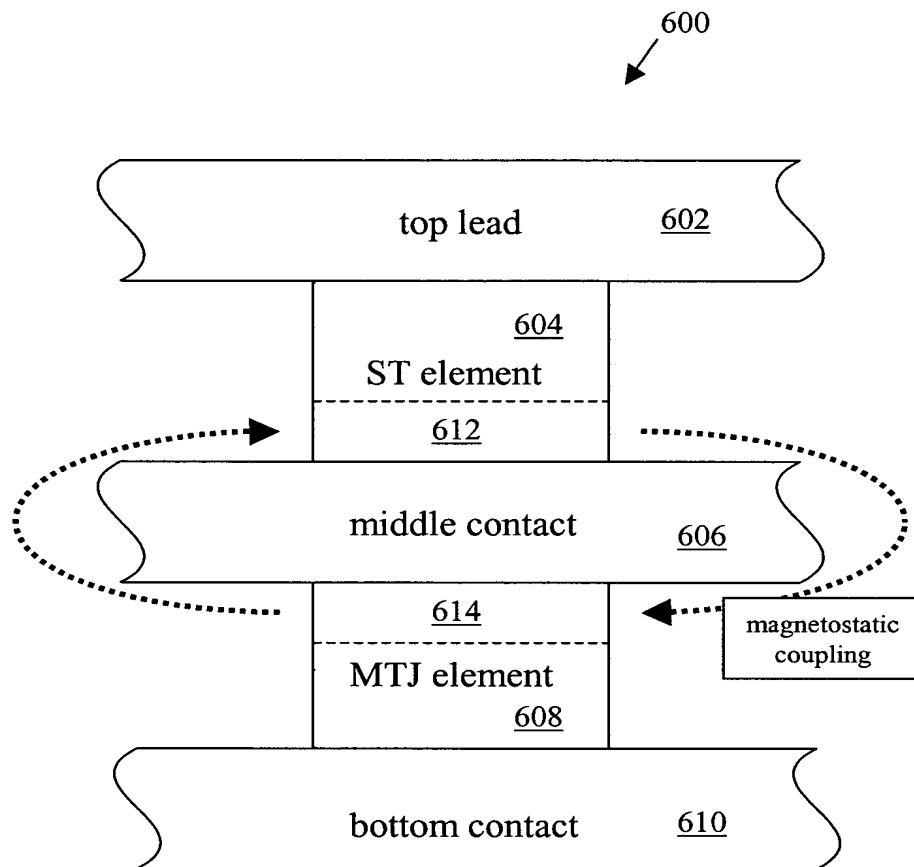 600
top lead 602
604
ST element
612
middle contact 606
614
magnetostatic
coupling
MTJ element
608
bottom contact 610